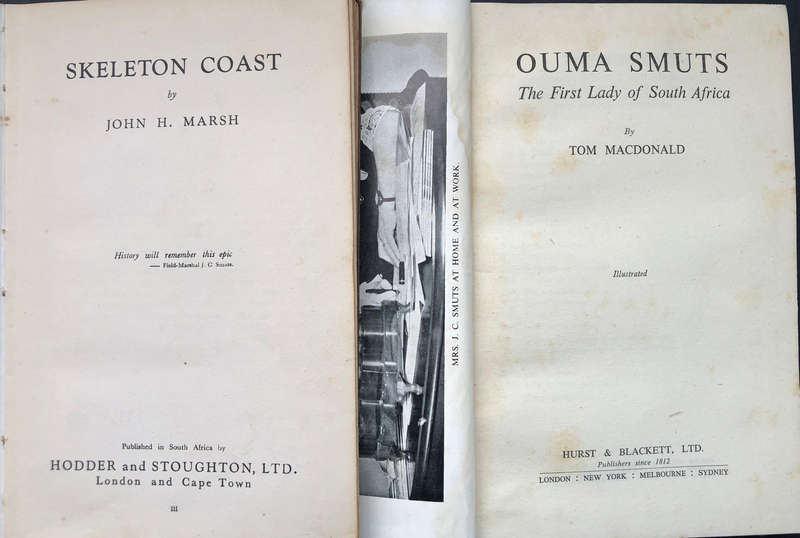 SKELETON COAST
by
JOHN H. MARSH
History will remember this epic
— Field-Marshal J. C. Smuts.
Published in South Africa by
HODDER and STOUGHTON, LTD.
London and Cape Town
III
MRS. J. C. SMUTS AT HOME AND AT WORK.
OUMA SMUTS
The First Lady of South Africa
By
TOM MACDONALD
Illustrated
HURST & BLACKETT, LTD.
Publishers since 1812
LONDON : NEW YORK : MELBOURNE : SYDNEY